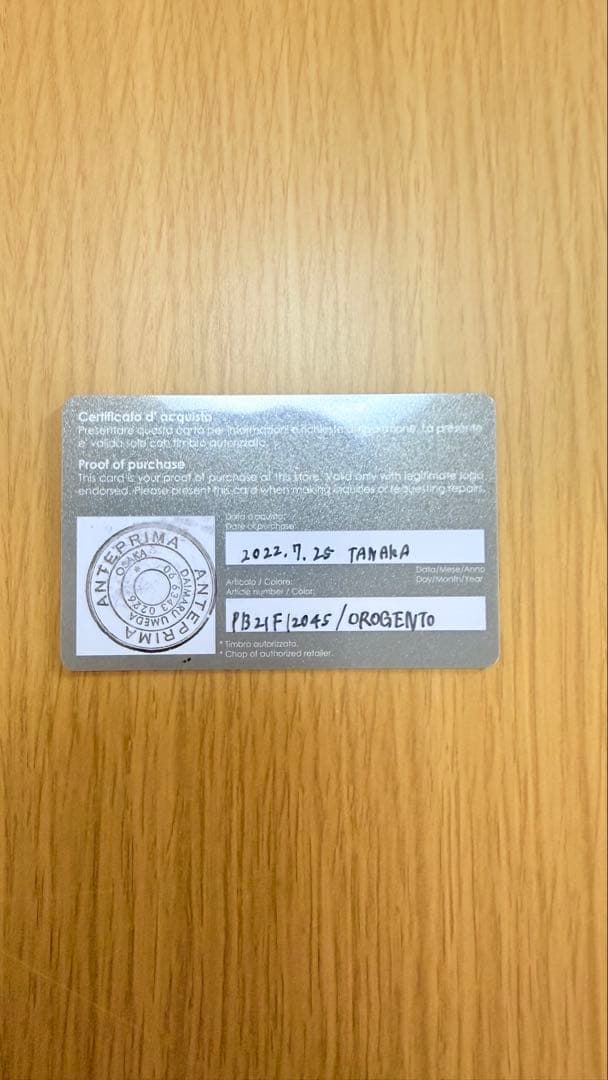 Certificato d' acquisto
Presentare questa carta per informazioni o richieste di riparazione. La presente
e' valida solo con timbro autorizzato.
Proof of purchase
This card is your proof of purchase at this store. Valid only with legitimate logo
endorsed. Please present this card when making inquiries or requesting repairs.
Data d'acquisto:
Date of purchase:
2022.7.25 TANAKA
Data/Mese/Anno
Day/Month/Year
Articolo / Colore:
Article number / Color:
PB21F12045/OROGENTO
ANTEPRIMA ANTEPRIMA
OSAKA DAIMARU UMEDA
06 6343 0226
* Timbro autorizzato.
* Chop of authorized retailer.